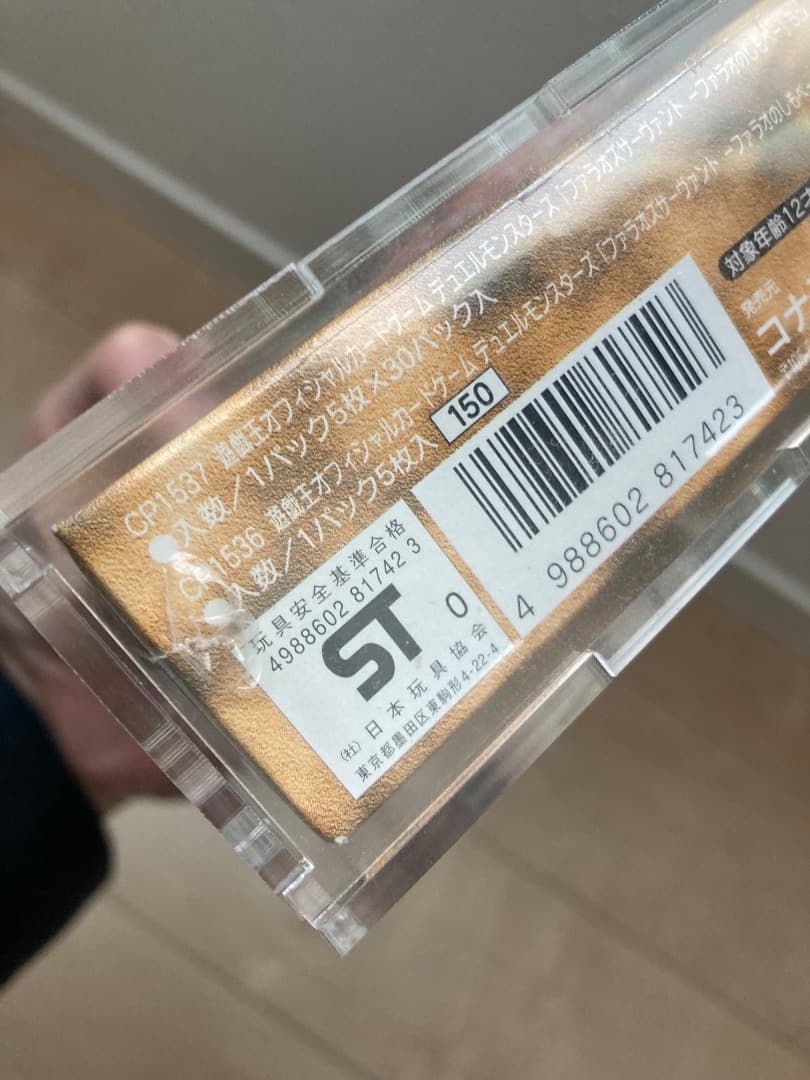 CP1537 遊戯王オフィシャルカードゲーム デュエルモンスターズ「ファラオズサーヴァント -ファラオのしもべ-
●入数/1パック5枚×30パック入
CP1536 遊戯王オフィシャルカードゲーム デュエルモンスターズ「ファラオズサーヴァント -ファラオのしもべ-
●入数/1パック5枚入 150
対象年齢12才
発売元
コナ
玩具安全基準合格
4988602 81742 3
ST 0
(社)日本玩具協会
東京都墨田区東駒形4-22-4
4 988602 817423